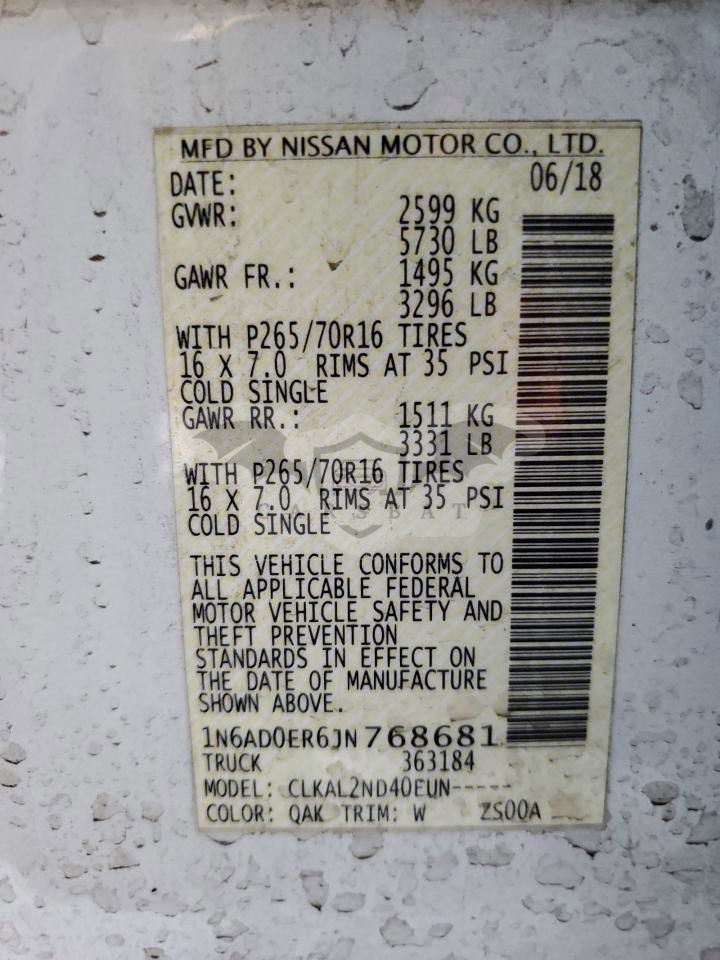 MFD BY NISSAN MOTOR CO., LTD.
DATE: 06/18
GVWR: 2599 KG
5730 LB
GAWR FR.: 1495 KG
3296 LB
WITH P265/70R16 TIRES
16 X 7.0 RIMS AT 35 PSI
COLD SINGLE
GAWR RR.: 1511 KG
3331 LB
WITH P265/70R16 TIRES
16 X 7.0 RIMS AT 35 PSI
COLD SINGLE
CARSBAT
THIS VEHICLE CONFORMS TO
ALL APPLICABLE FEDERAL
MOTOR VEHICLE SAFETY AND
THEFT PREVENTION
STANDARDS IN EFFECT ON
THE DATE OF MANUFACTURE
SHOWN ABOVE.
1N6AD0ER6JN768681
TRUCK 363184
MODEL: CLKAL2ND40EUN-----
COLOR: QAK TRIM: W ZS00A